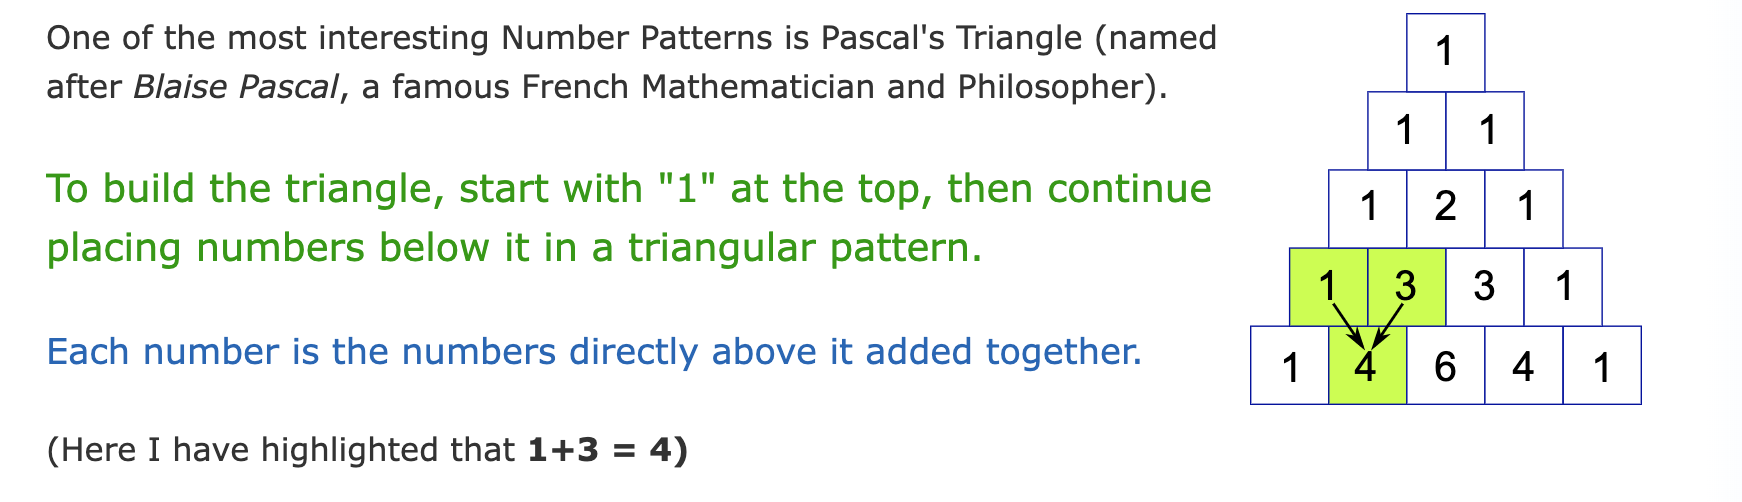 One of the most interesting Number Patterns is Pascal's Triangle (named
after Blaise Pascal, a famous French Mathematician and Philosopher).
To build the triangle, start with "1" at the top, then continue
placing numbers below it in a triangular pattern.
Each number is the numbers directly above it added together.
(Here I have highlighted that 1+3 = 4)
1
1 1
1 2 1
1 3 3 1
1 4 6 4 1